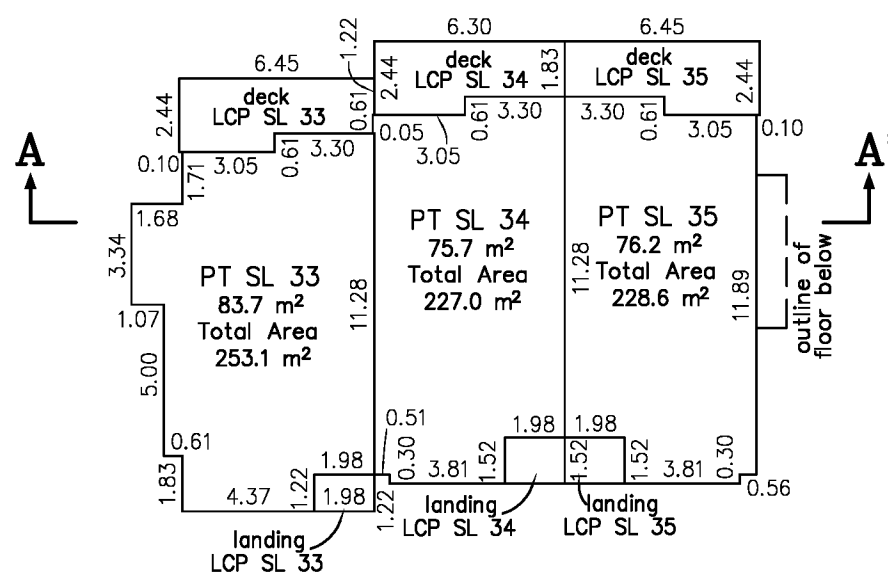 6.45
1.22
6.30
6.45
deck
LCP SL 33
2.44
2.44
deck
LCP SL 34
1.83
deck
LCP SL 35
2.44
0.61
0.05
3.05
0.61
3.30
3.30
0.61
3.05
0.10
0.10
1.71
3.05
0.61
3.30
A
A'
1.68
3.34
1.07
5.00
0.61
1.83
PT SL 33
83.7 m²
Total Area
253.1 m²
11.28
PT SL 34
75.7 m²
Total Area
227.0 m²
11.28
PT SL 35
76.2 m²
Total Area
228.6 m²
11.89
outline of
floor below
4.37
1.22
1.98
1.98
1.22
0.51
0.30
3.81
1.52
1.98
1.52
1.98
1.52
3.81
0.30
0.56
landing
LCP SL 33
landing
LCP SL 34
landing
LCP SL 35